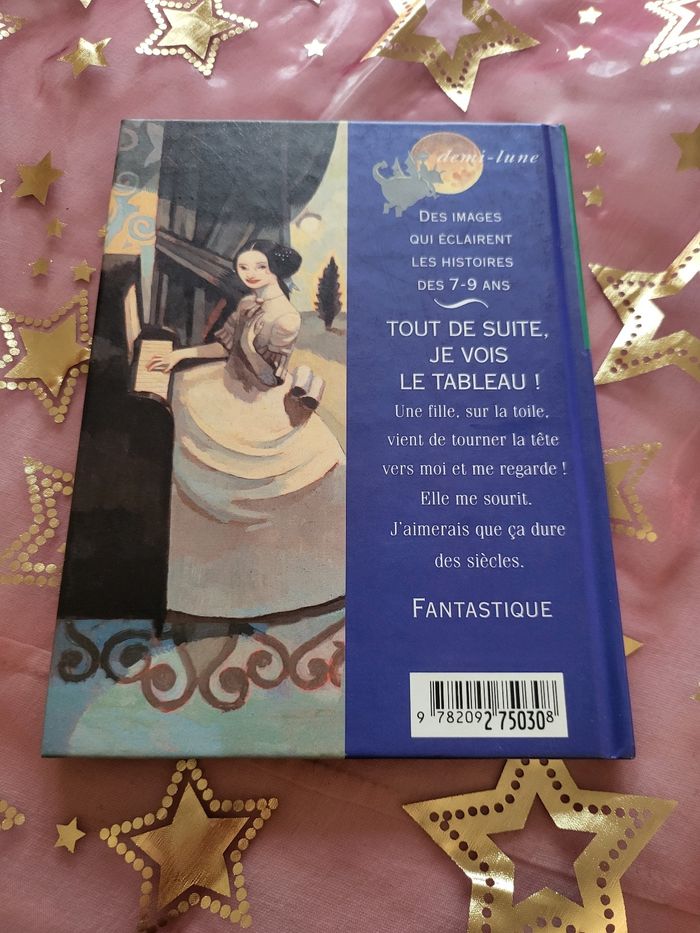 demi-lune
DES IMAGES
QUI ÉCLAIRENT
LES HISTOIRES
DES 7-9 ANS
TOUT DE SUITE,
JE VOIS
LE TABLEAU !
Une fille, sur la toile,
vient de tourner la tête
vers moi et me regarde !
Elle me sourit.
J'aimerais que ça dure
des siècles.
FANTASTIQUE
9 782092 750308